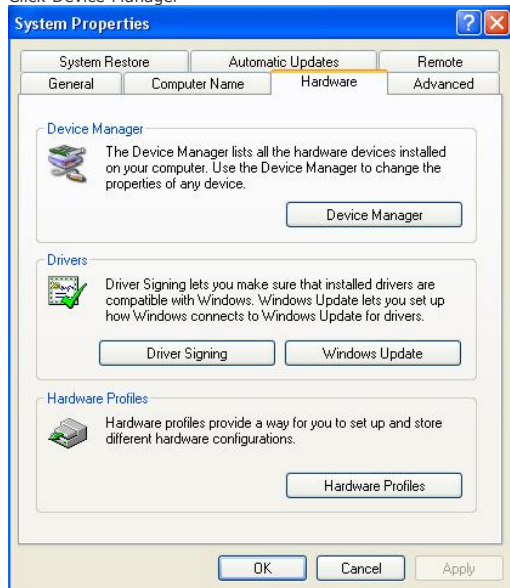 Click Device Manager
System Properties
System Restore
Automatic Updates
Remote
General
Computer Name
Hardware
Advanced
Device Manager
The Device Manager lists all the hardware devices installed
on your computer. Use the Device Manager to change the
properties of any device.
Device Manager
Drivers
Driver Signing lets you make sure that installed drivers are
compatible with Windows. Windows Update lets you set up
how Windows connects to Windows Update for drivers.
Driver Signing
Windows Update
Hardware Profiles
Hardware profiles provide a way for you to set up and store
different hardware configurations.
Hardware Profiles
OK
Cancel
Apply